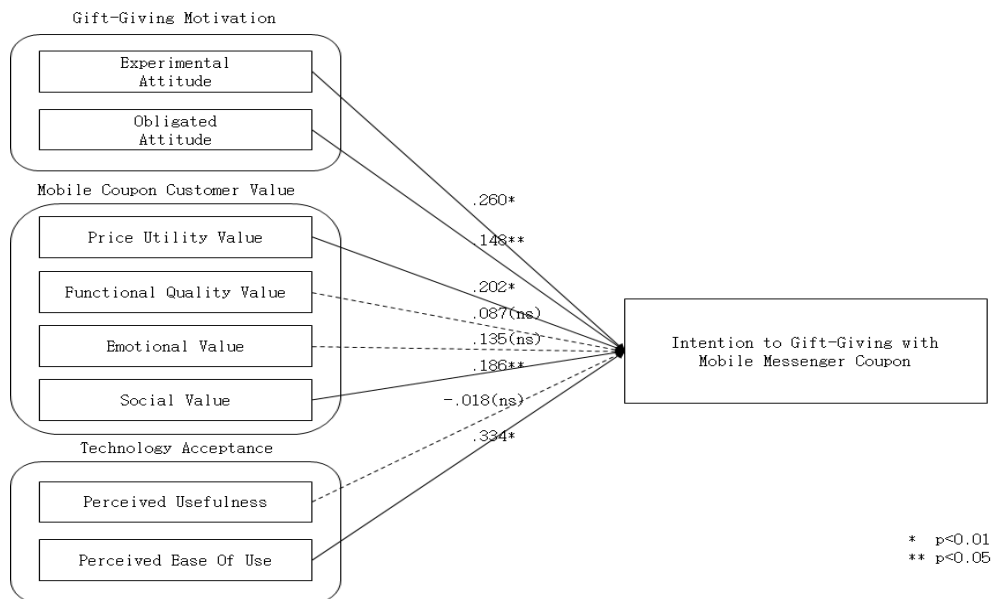 Gift-Giving Motivation
Experimental
Attitude
Obligated
Attitude
Mobile Coupon Customer Value
Price Utility Value
Functional Quality Value
Emotional Value
Social Value
Technology Acceptance
Perceived Usefulness
Perceived Ease Of Use
.260*
.148**
.202*
.087(ns)
.135(ns)
.186**
-.018(ns)
.334*
Intention to Gift-Giving with
Mobile Messenger Coupon
* p<0.01
** p<0.05